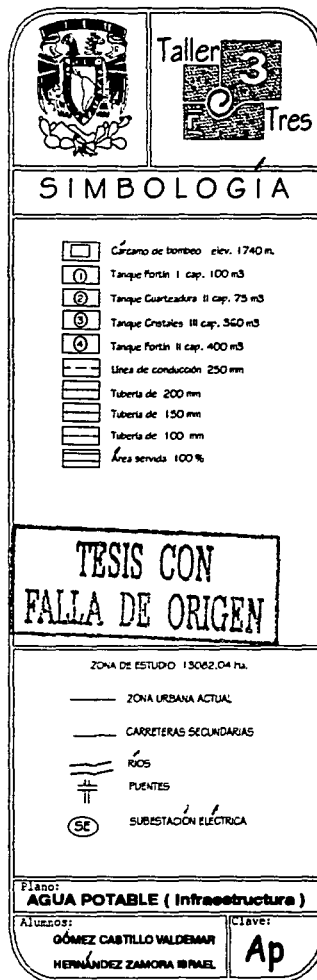 Taller
3
Tres
SIMBOLOGÍA
Cárcamo de bombeo elev. 1740 m.
1 Tanque Fortin I cap. 100 m3
2 Tanque Cuarteadura II cap. 75 m3
3 Tanque Cristales III cap. 360 m3
4 Tanque Fortin II cap. 400 m3
Línea de conducción 250 mm
Tubería de 200 mm
Tubería de 150 mm
Tubería de 100 mm
Área servida 100 %
TESIS CON
FALLA DE ORIGEN
ZONA DE ESTUDIO 13082.04 ha.
ZONA URBANA ACTUAL
CARRETERAS SECUNDARIAS
RÍOS
PUENTES
SE SUBESTACIÓN ELÉCTRICA
Plano:
AGUA POTABLE ( Infraestructura )
Alumnos:
GÓMEZ CASTILLO VALDEMAR
HERNÁNDEZ ZAMORA ISRAEL
Clave:
Ap